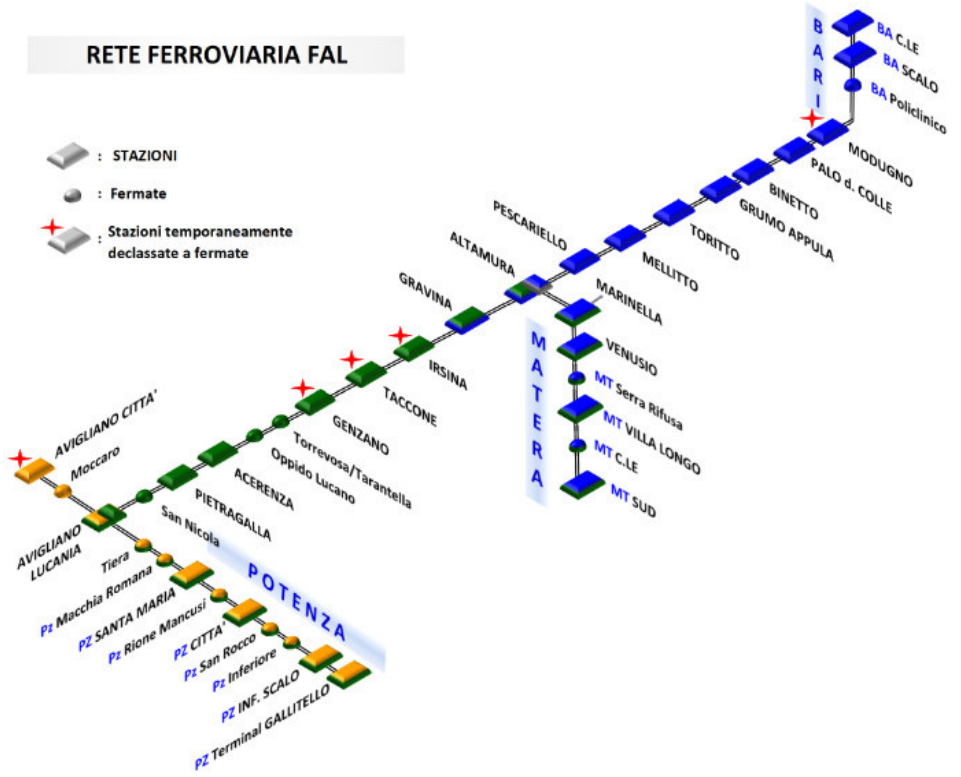 RETE FERROVIARIA FAL
: STAZIONI
: Fermate
: Stazioni temporaneamente
declassate a fermate
BARI
BA C.LE
BA SCALO
BA Policlinico
MODUGNO
PALO d. COLLE
BINETTO
GRUMO APPULA
TORITTO
MELLITTO
PESCARIELLO
ALTAMURA
GRAVINA
MARINELLA
VENUSIO
MT Serra Rifusa
MT VILLA LONGO
MT C.LE
MT SUD
MATERA
IRSINA
TACCONE
GENZANO
Torrevosa/Tarantella
Oppido Lucano
ACERENZA
PIETRAGALLA
San Nicola
AVIGLIANO CITTA'
Moccaro
AVIGLIANO
LUCANIA
Tiera
Pz Macchia Romana
PZ SANTA MARIA
Pz Rione Mancusi
PZ CITTA'
Pz San Rocco
Pz Inferiore
PZ INF. SCALO
PZ Terminal GALLITELLO
POTENZA